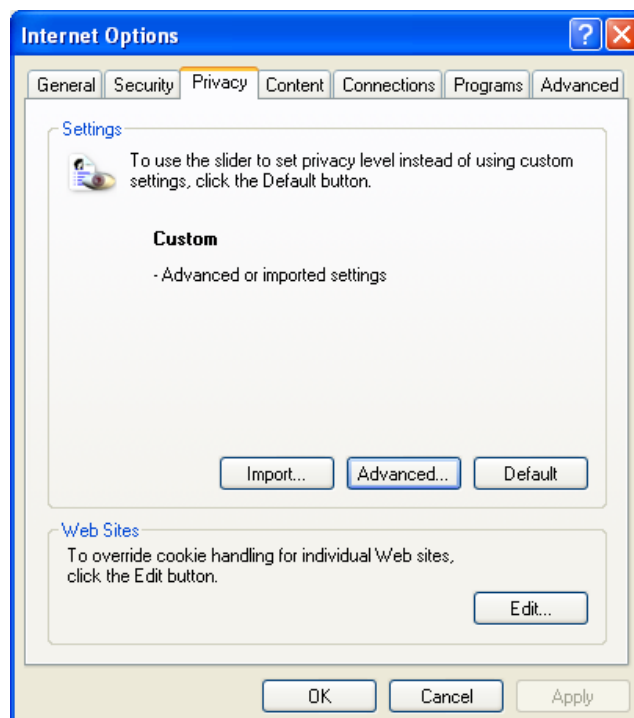 Internet Options
?
General Security Privacy Content Connections Programs Advanced
Settings
To use the slider to set privacy level instead of using custom
settings, click the Default button.
Custom
- Advanced or imported settings
Import... Advanced... Default
Web Sites
To override cookie handling for individual Web sites,
click the Edit button.
Edit...
OK Cancel Apply